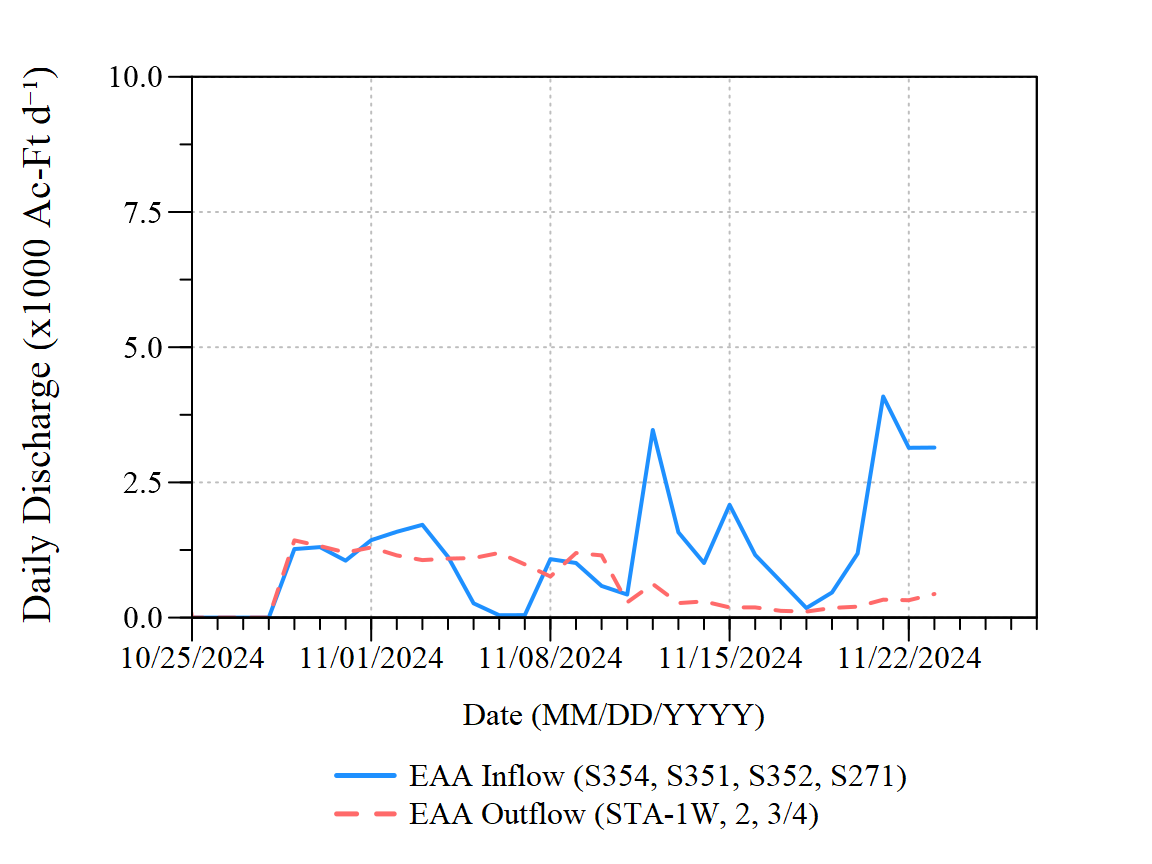 Daily Discharge (x1000 Ac-Ft d⁻¹)
10.0
7.5
5.0
2.5
0.0
10/25/2024 11/01/2024 11/08/2024 11/15/2024 11/22/2024
Date (MM/DD/YYYY)
EAA Inflow (S354, S351, S352, S271)
EAA Outflow (STA-1W, 2, 3/4)